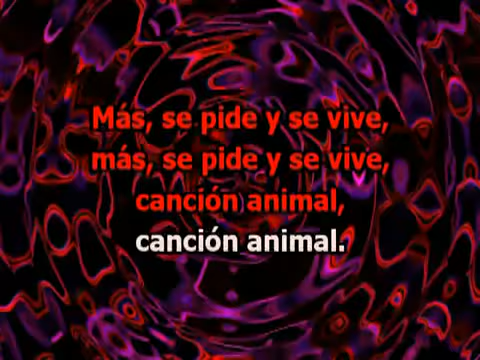 Más, se pide y se vive,
más, se pide y se vive,
canción animal,
canción animal.